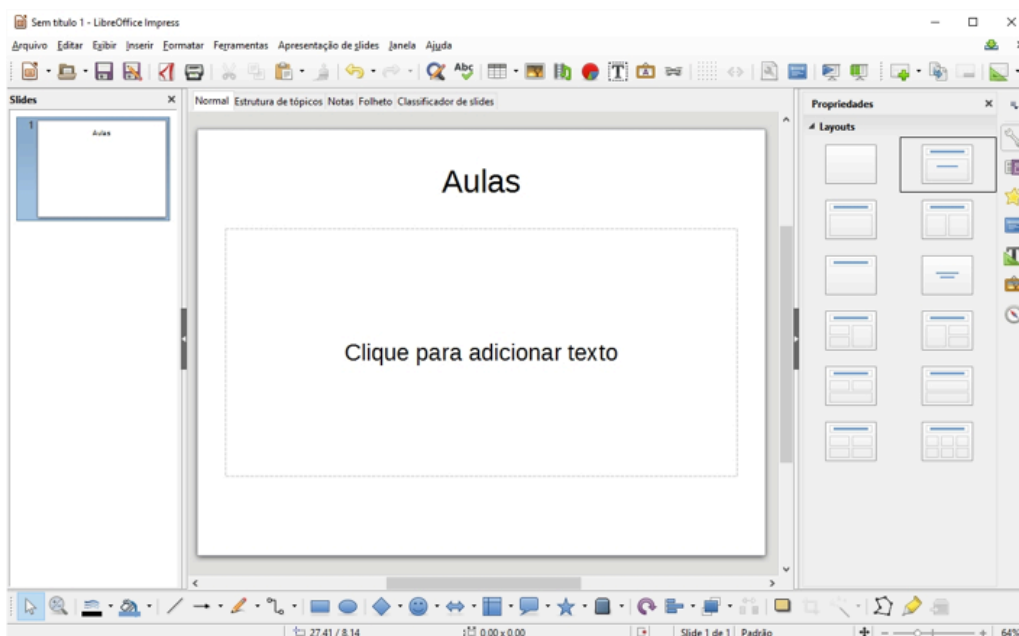 Sem título 1 - LibreOffice Impress
Arquivo Editar Exibir Inserir Formatar Ferramentas Apresentação de slides Janela Ajuda
Abc
T
Slides
Normal Estrutura de tópicos Notas Folheto Classificador de slides
Propriedades
Layouts
1
Aulas
Aulas
Clique para adicionar texto
27.41 / 8.14
0.00 x 0.00
Slide 1 de 1
Padrão
64%